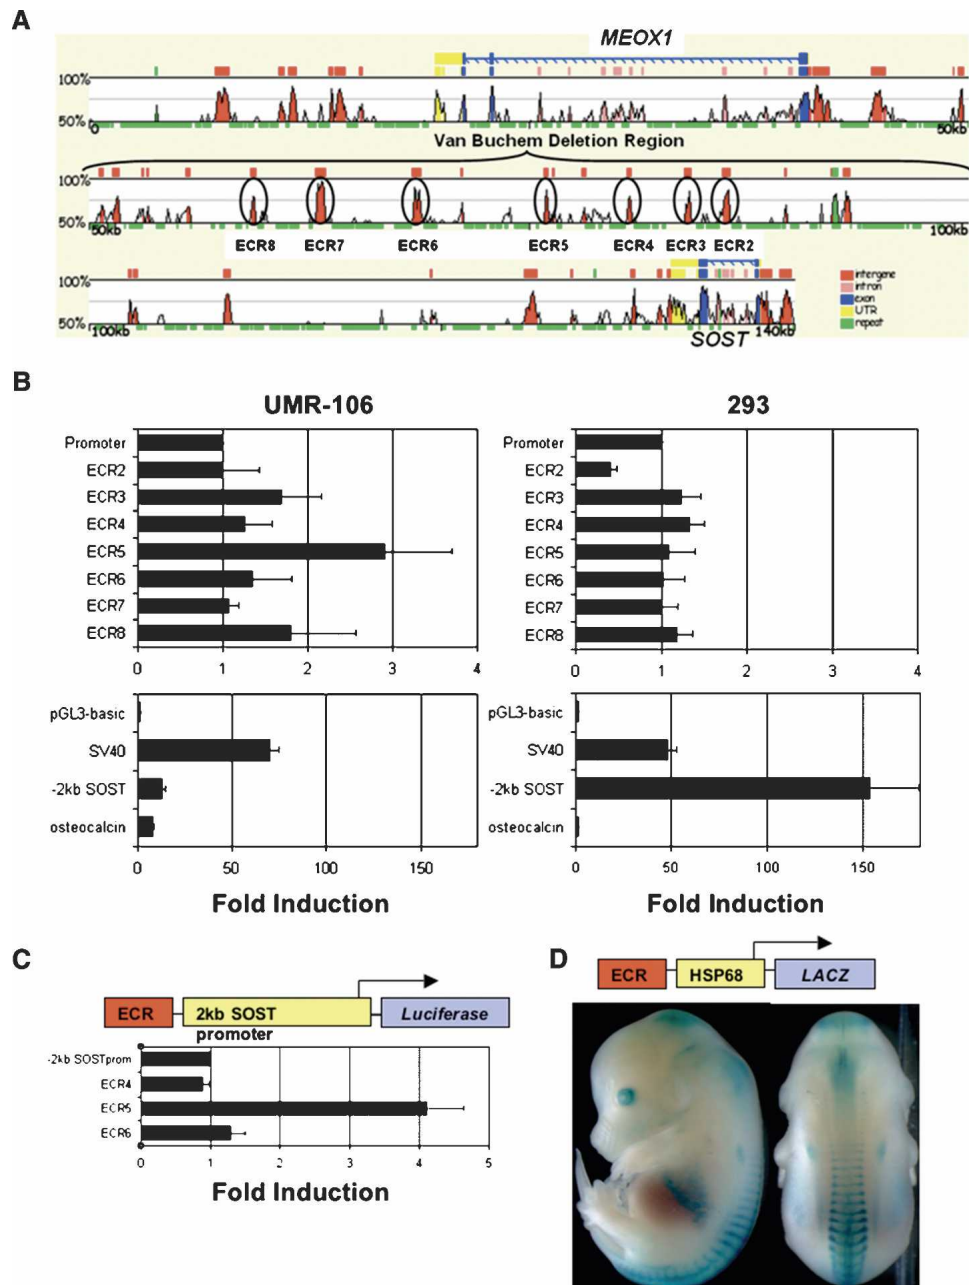 A
MEOX1
100%
50%
0
50kb
Van Buchem Deletion Region
100%
50%
50kb
100kb
ECR8 ECR7 ECR6 ECR5 ECR4 ECR3 ECR2
100%
50%
100kb
140kb
SOST
intergene
intron
exon
UTR
repeat
B
UMR-106
Promoter
ECR2
ECR3
ECR4
ECR5
ECR6
ECR7
ECR8
0 1 2 3 4
pGL3-basic
SV40
-2kb SOST
osteocalcin
0 50 100 150
Fold Induction
293
Promoter
ECR2
ECR3
ECR4
ECR5
ECR6
ECR7
ECR8
0 1 2 3 4
pGL3-basic
SV40
-2kb SOST
osteocalcin
0 50 100 150
Fold Induction
C
ECR 2kb SOST Luciferase
promoter
-2kb SOSTprom
ECR4
ECR5
ECR6
0 1 2 3 4 5
Fold Induction
D
ECR HSP68 LACZ